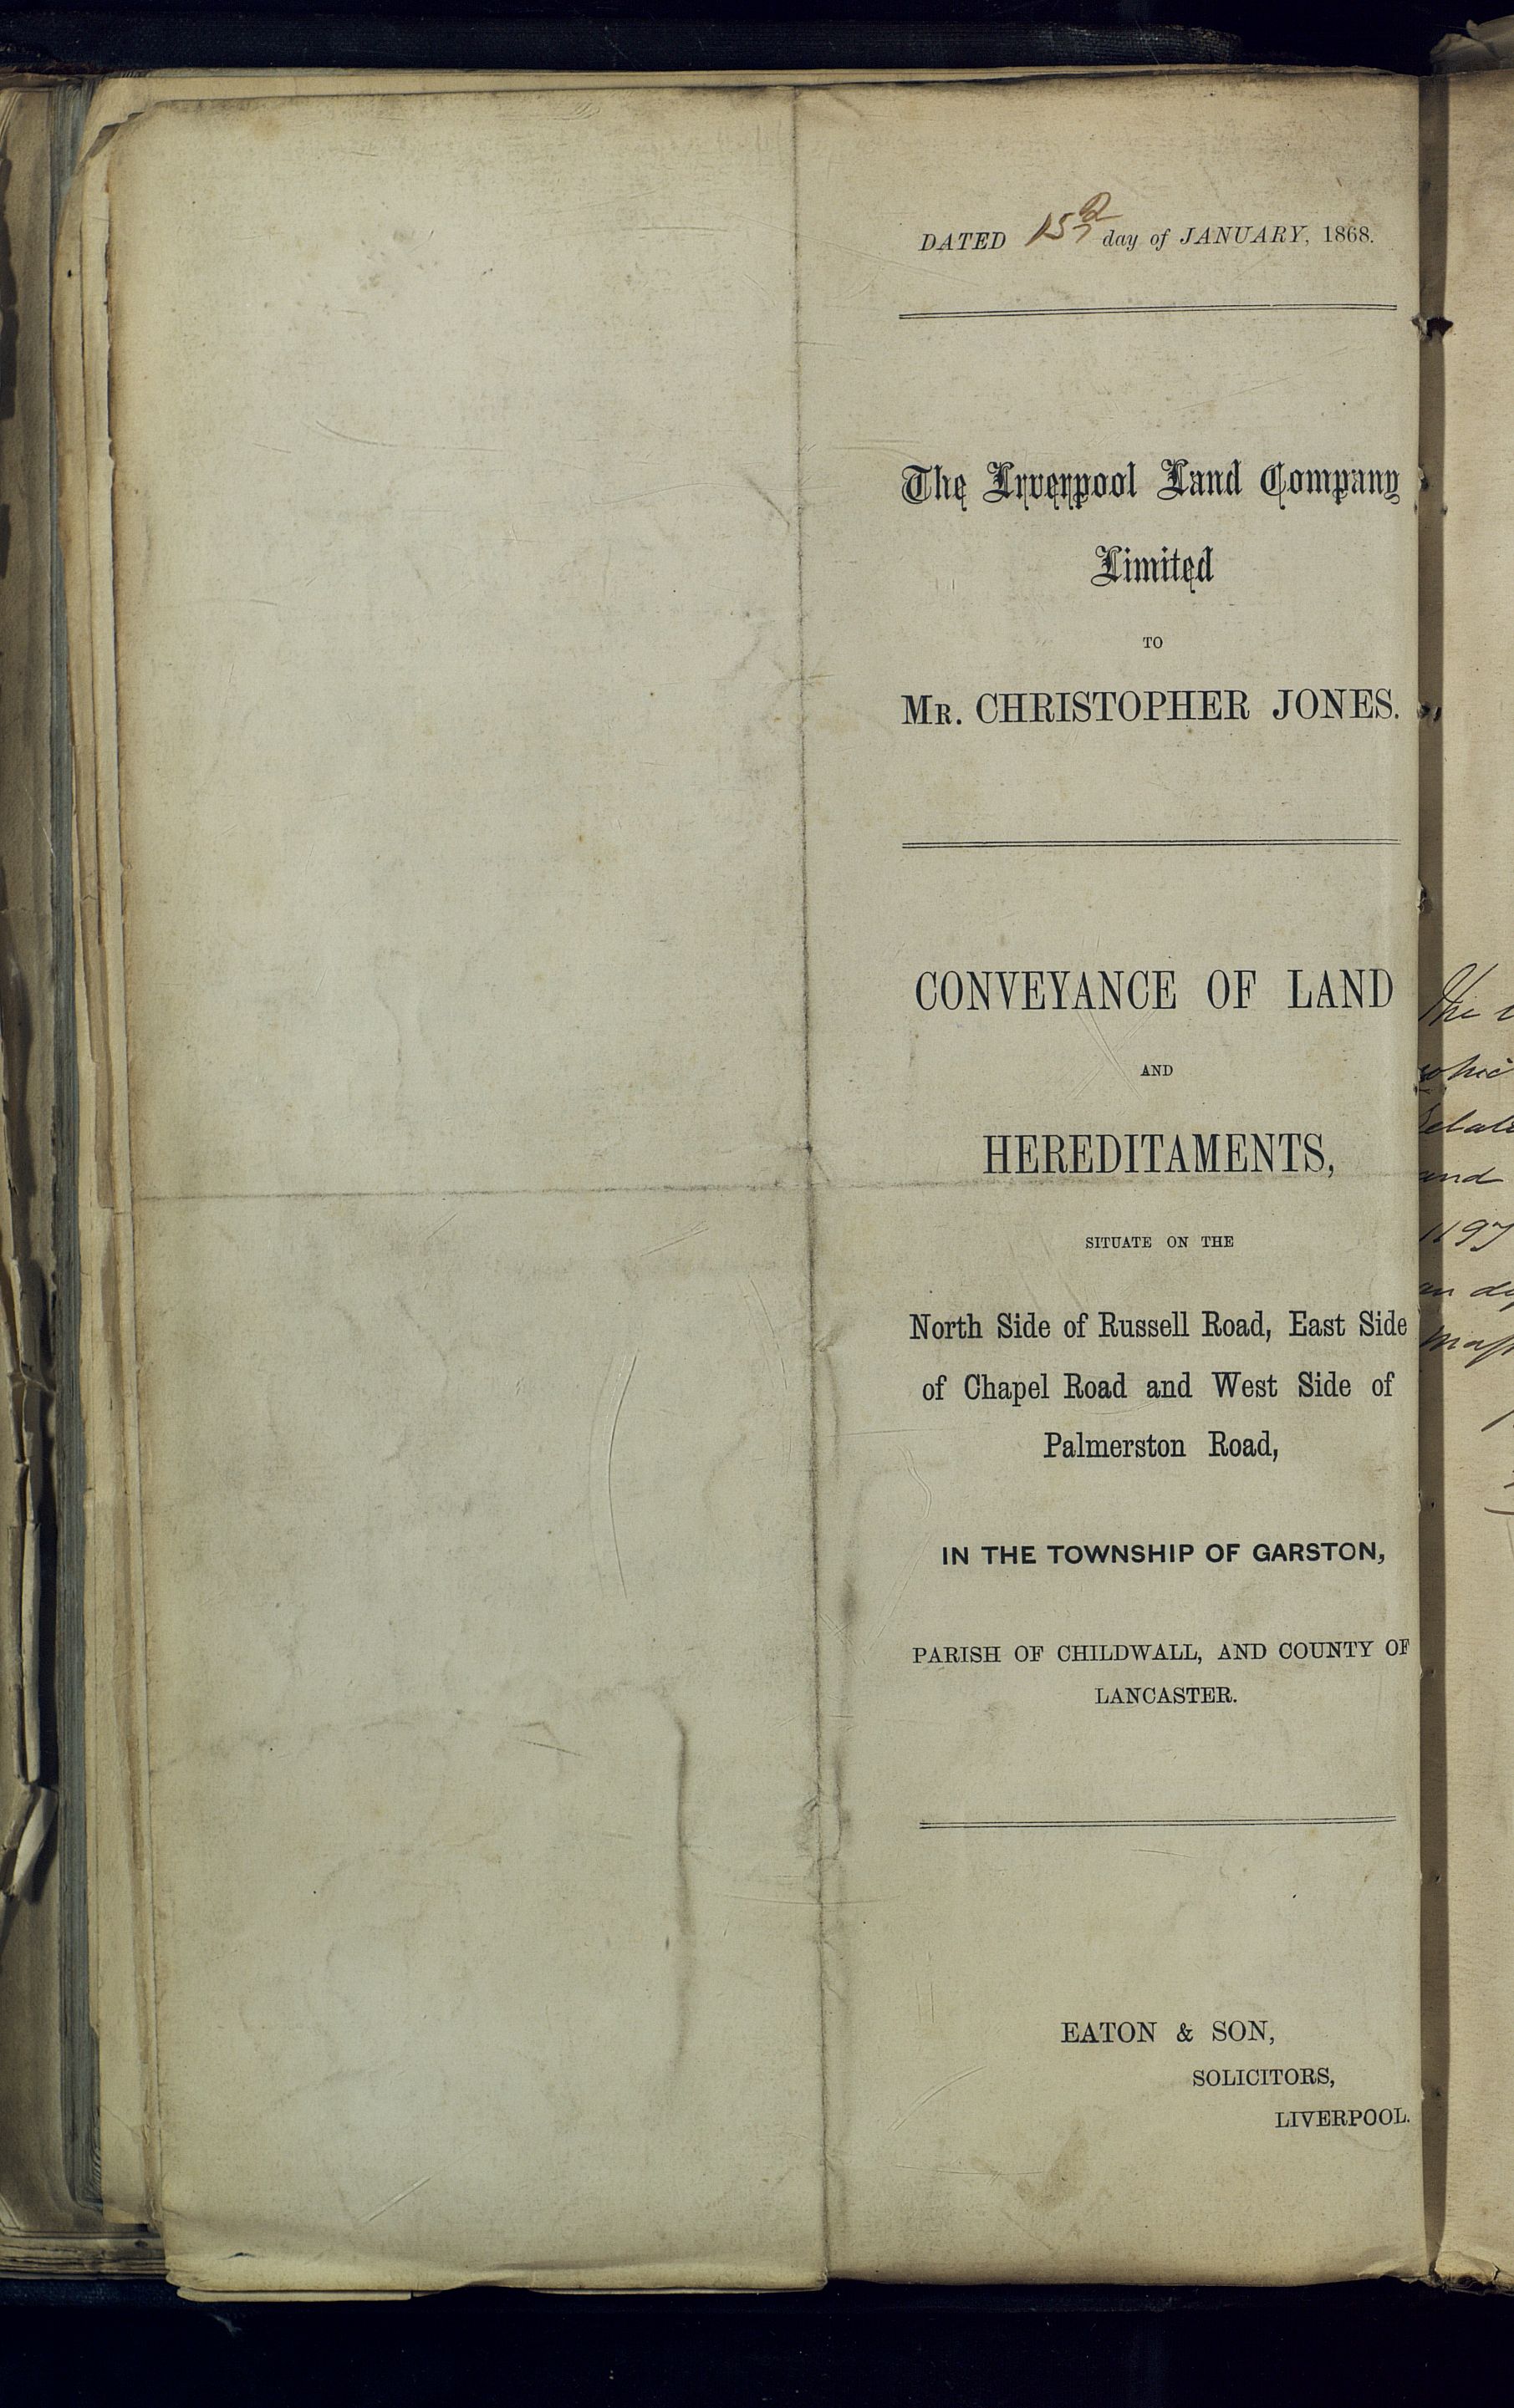 DATED 15th day of JANUARY, 1868.
The Liverpool Land Company
Limited
TO
MR. CHRISTOPHER JONES.
CONVEYANCE OF LAND
AND
HEREDITAMENTS,
SITUATE ON THE
North Side of Russell Road, East Side
of Chapel Road and West Side of
Palmerston Road,
IN THE TOWNSHIP OF GARSTON,
PARISH OF CHILDWALL, AND COUNTY OF
LANCASTER.
EATON & SON,
SOLICITORS,
LIVERPOOL.
The
and